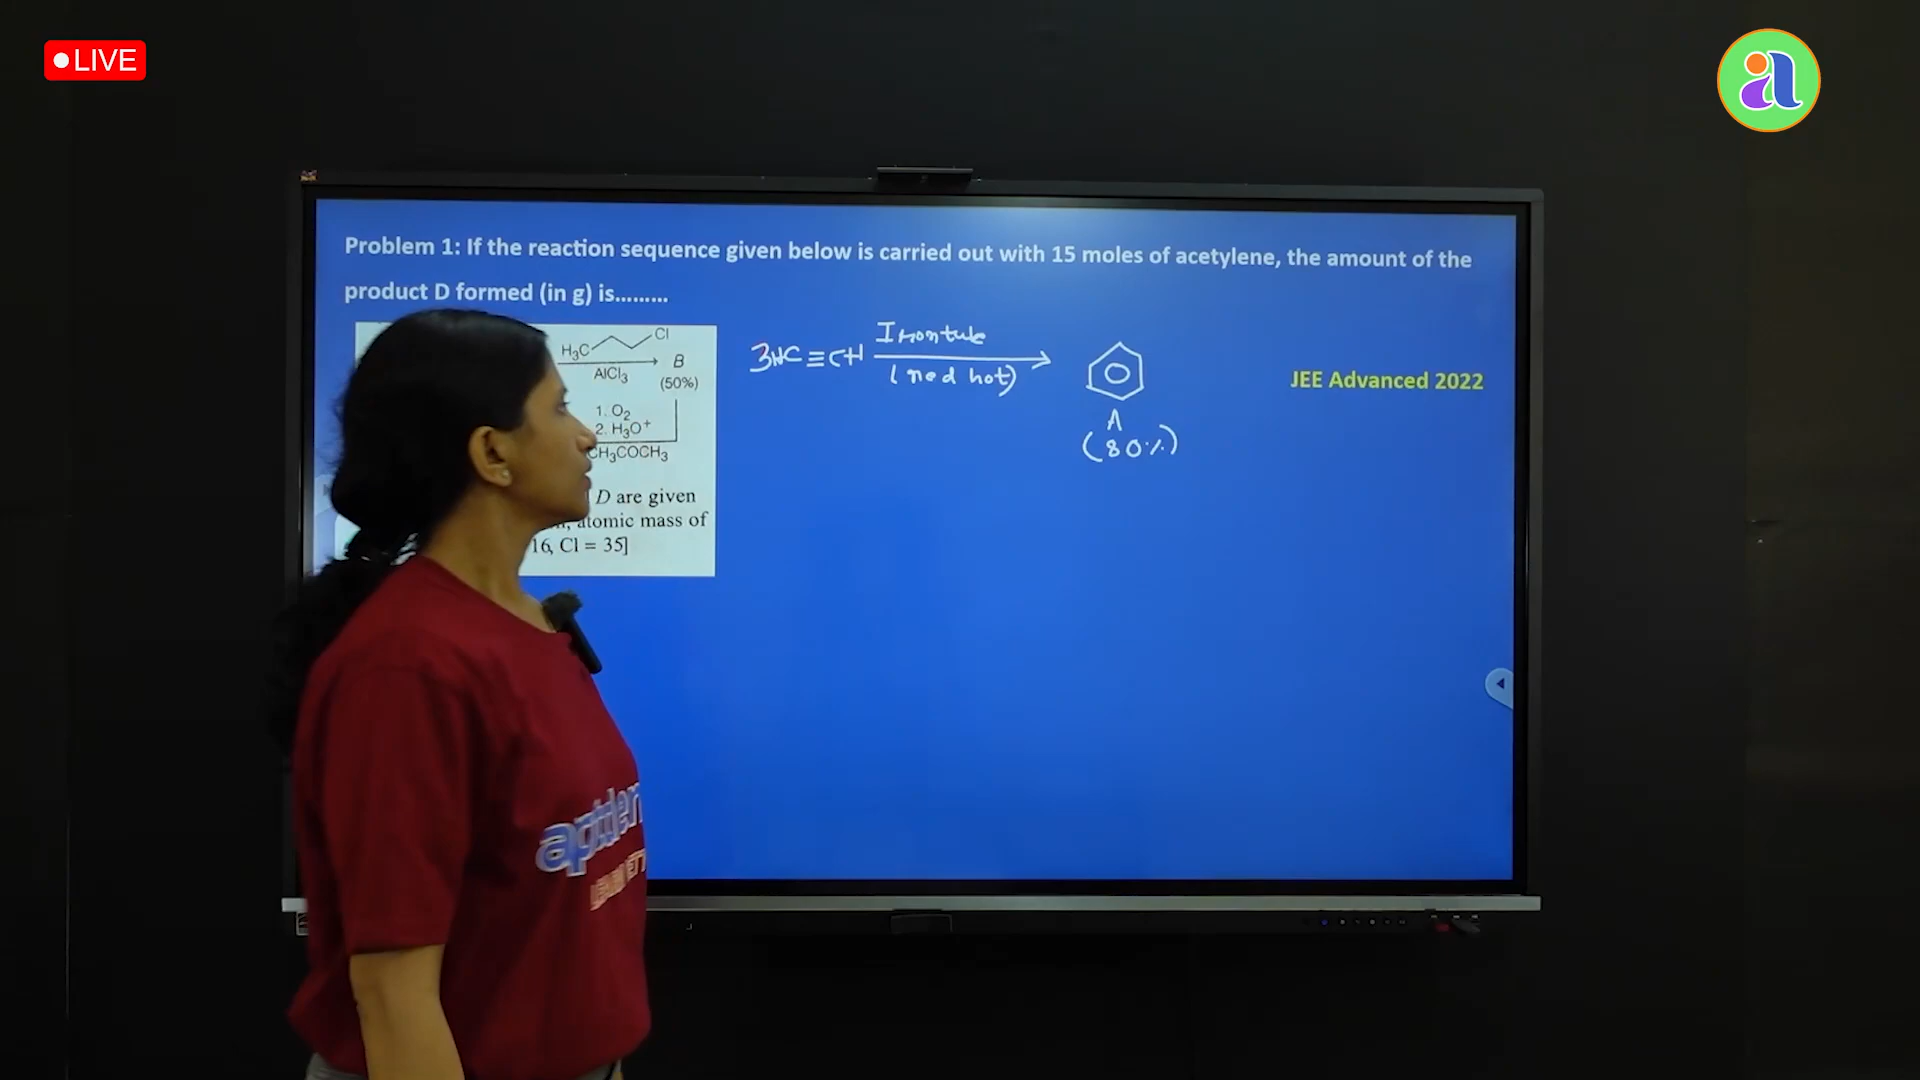 LIVE
a
Problem 1: If the reaction sequence given below is carried out with 15 moles of acetylene, the amount of the
product D formed (in g) is.........
H₃C Cl
AlCl₃
B
(50%)
1. O₂
2. H₃O⁺
CH₃COCH₃
D are given
atomic mass of
16, Cl = 35]
3HC≡CH
Iron tube
(red hot)
A
(80%)
JEE Advanced 2022